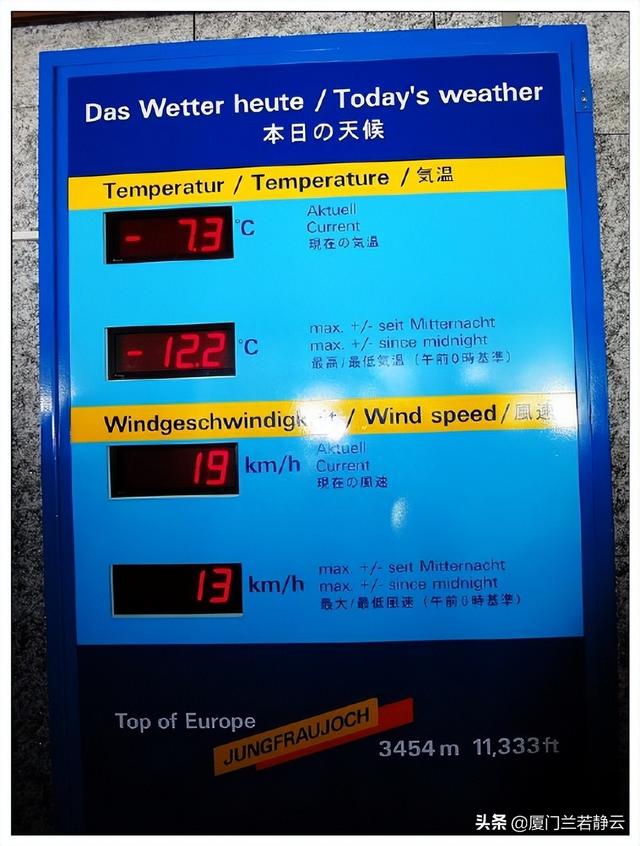 Das Wetter heute / Today's weather
本日の天候
Temperatur / Temperature / 気温
- 7.3 °C
Aktuell
Current
現在の気温
- 12.2 °C
max. +/- seit Mitternacht
max. +/- since midnight
最高/最低気温 (午前0時基準)
Windgeschwindigkeit / Wind speed / 風速
19 km/h
Aktuell
Current
現在の風速
13 km/h
max. +/- seit Mitternacht
max. +/- since midnight
最大/最低風速 (午前0時基準)
Top of Europe
JUNGFRAUJOCH
3454 m 11,333 ft
头条 @厦门兰若静云